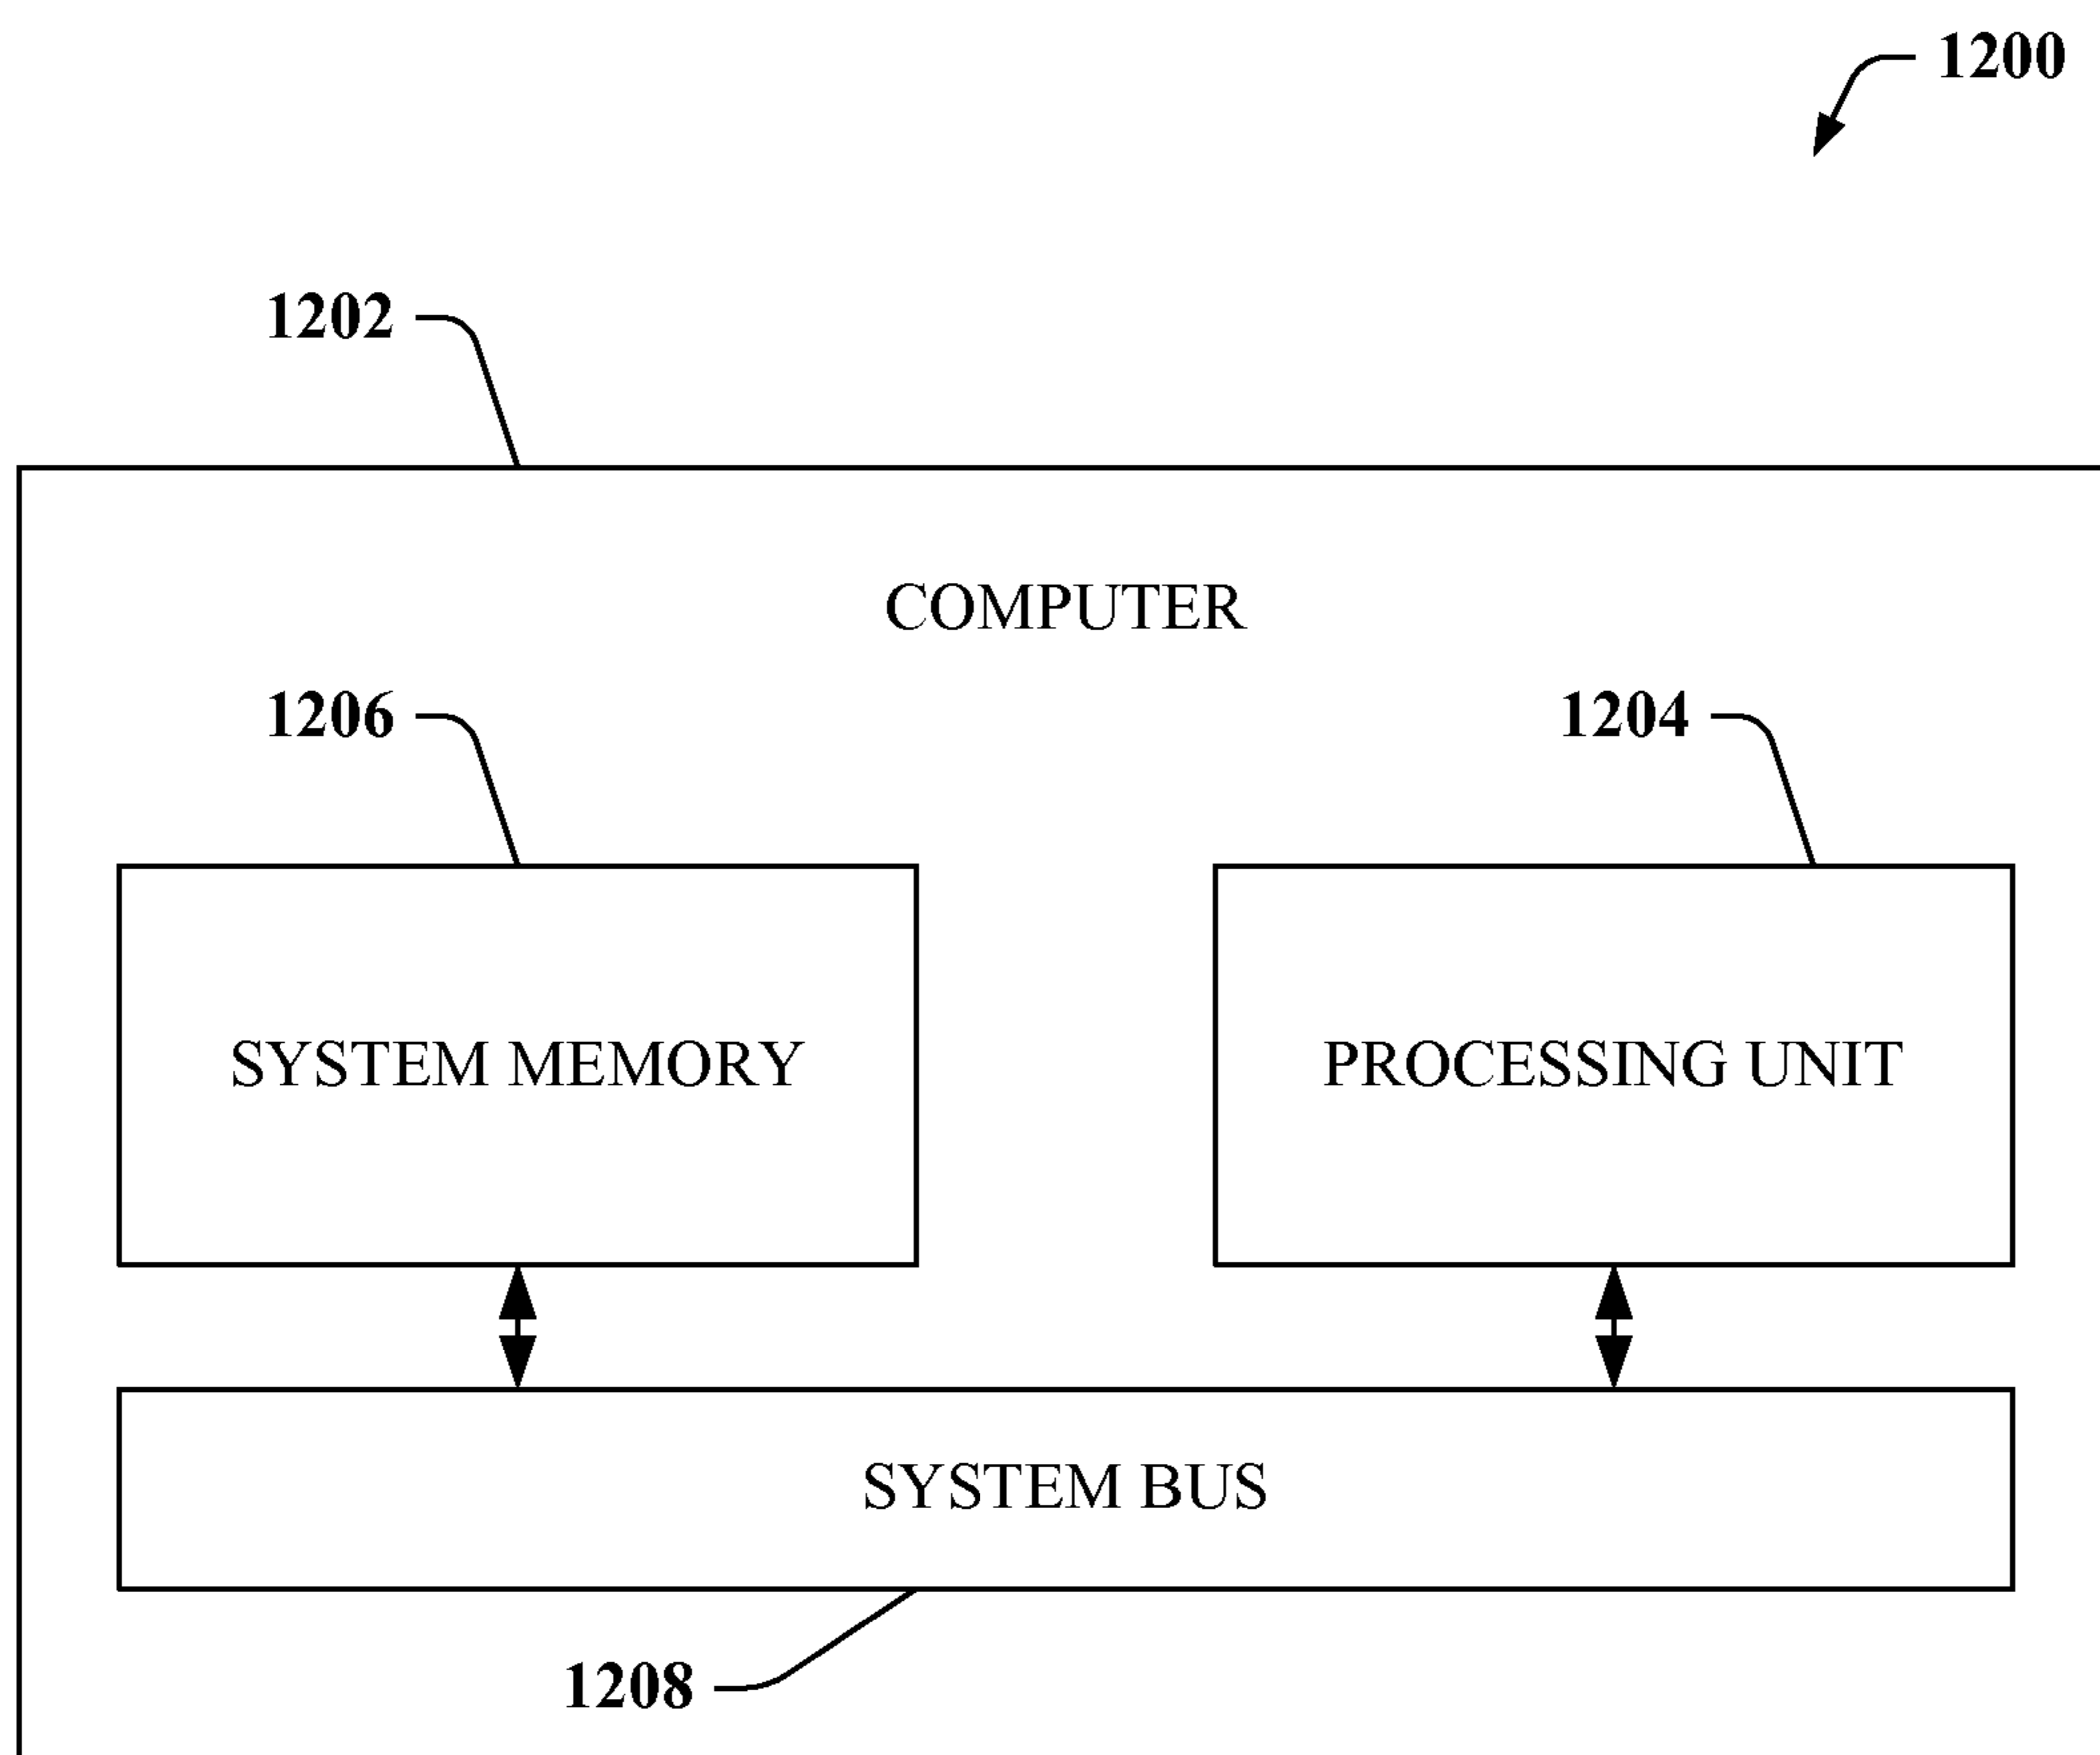 1200
1202
COMPUTER
1206
1204
SYSTEM MEMORY
PROCESSING UNIT
SYSTEM BUS
1208